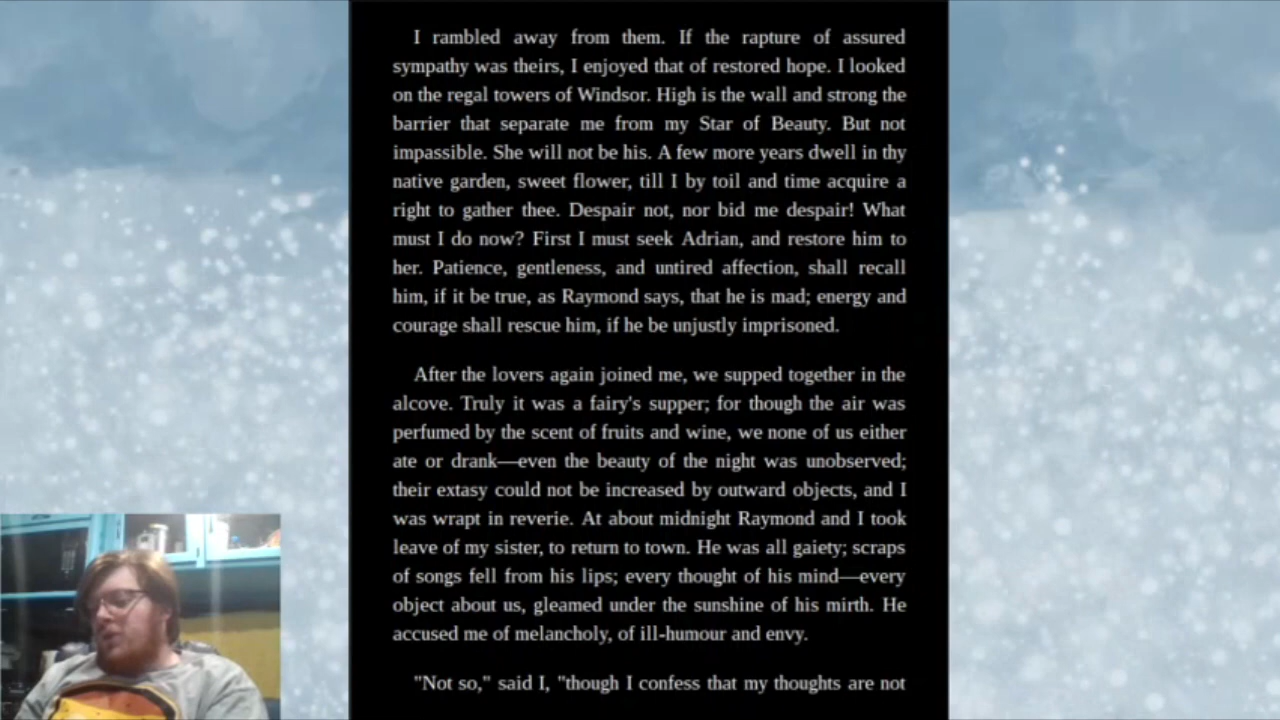 I rambled away from them. If the rapture of assured
sympathy was theirs, I enjoyed that of restored hope. I looked
on the regal towers of Windsor. High is the wall and strong the
barrier that separate me from my Star of Beauty. But not
impassible. She will not be his. A few more years dwell in thy
native garden, sweet flower, till I by toil and time acquire a
right to gather thee. Despair not, nor bid me despair! What
must I do now? First I must seek Adrian, and restore him to
her. Patience, gentleness, and untired affection, shall recall
him, if it be true, as Raymond says, that he is mad; energy and
courage shall rescue him, if he be unjustly imprisoned.
After the lovers again joined me, we supped together in the
alcove. Truly it was a fairy's supper; for though the air was
perfumed by the scent of fruits and wine, we none of us either
ate or drank—even the beauty of the night was unobserved;
their extasy could not be increased by outward objects, and I
was wrapt in reverie. At about midnight Raymond and I took
leave of my sister, to return to town. He was all gaiety; scraps
of songs fell from his lips; every thought of his mind—every
object about us, gleamed under the sunshine of his mirth. He
accused me of melancholy, of ill-humour and envy.
"Not so," said I, "though I confess that my thoughts are not